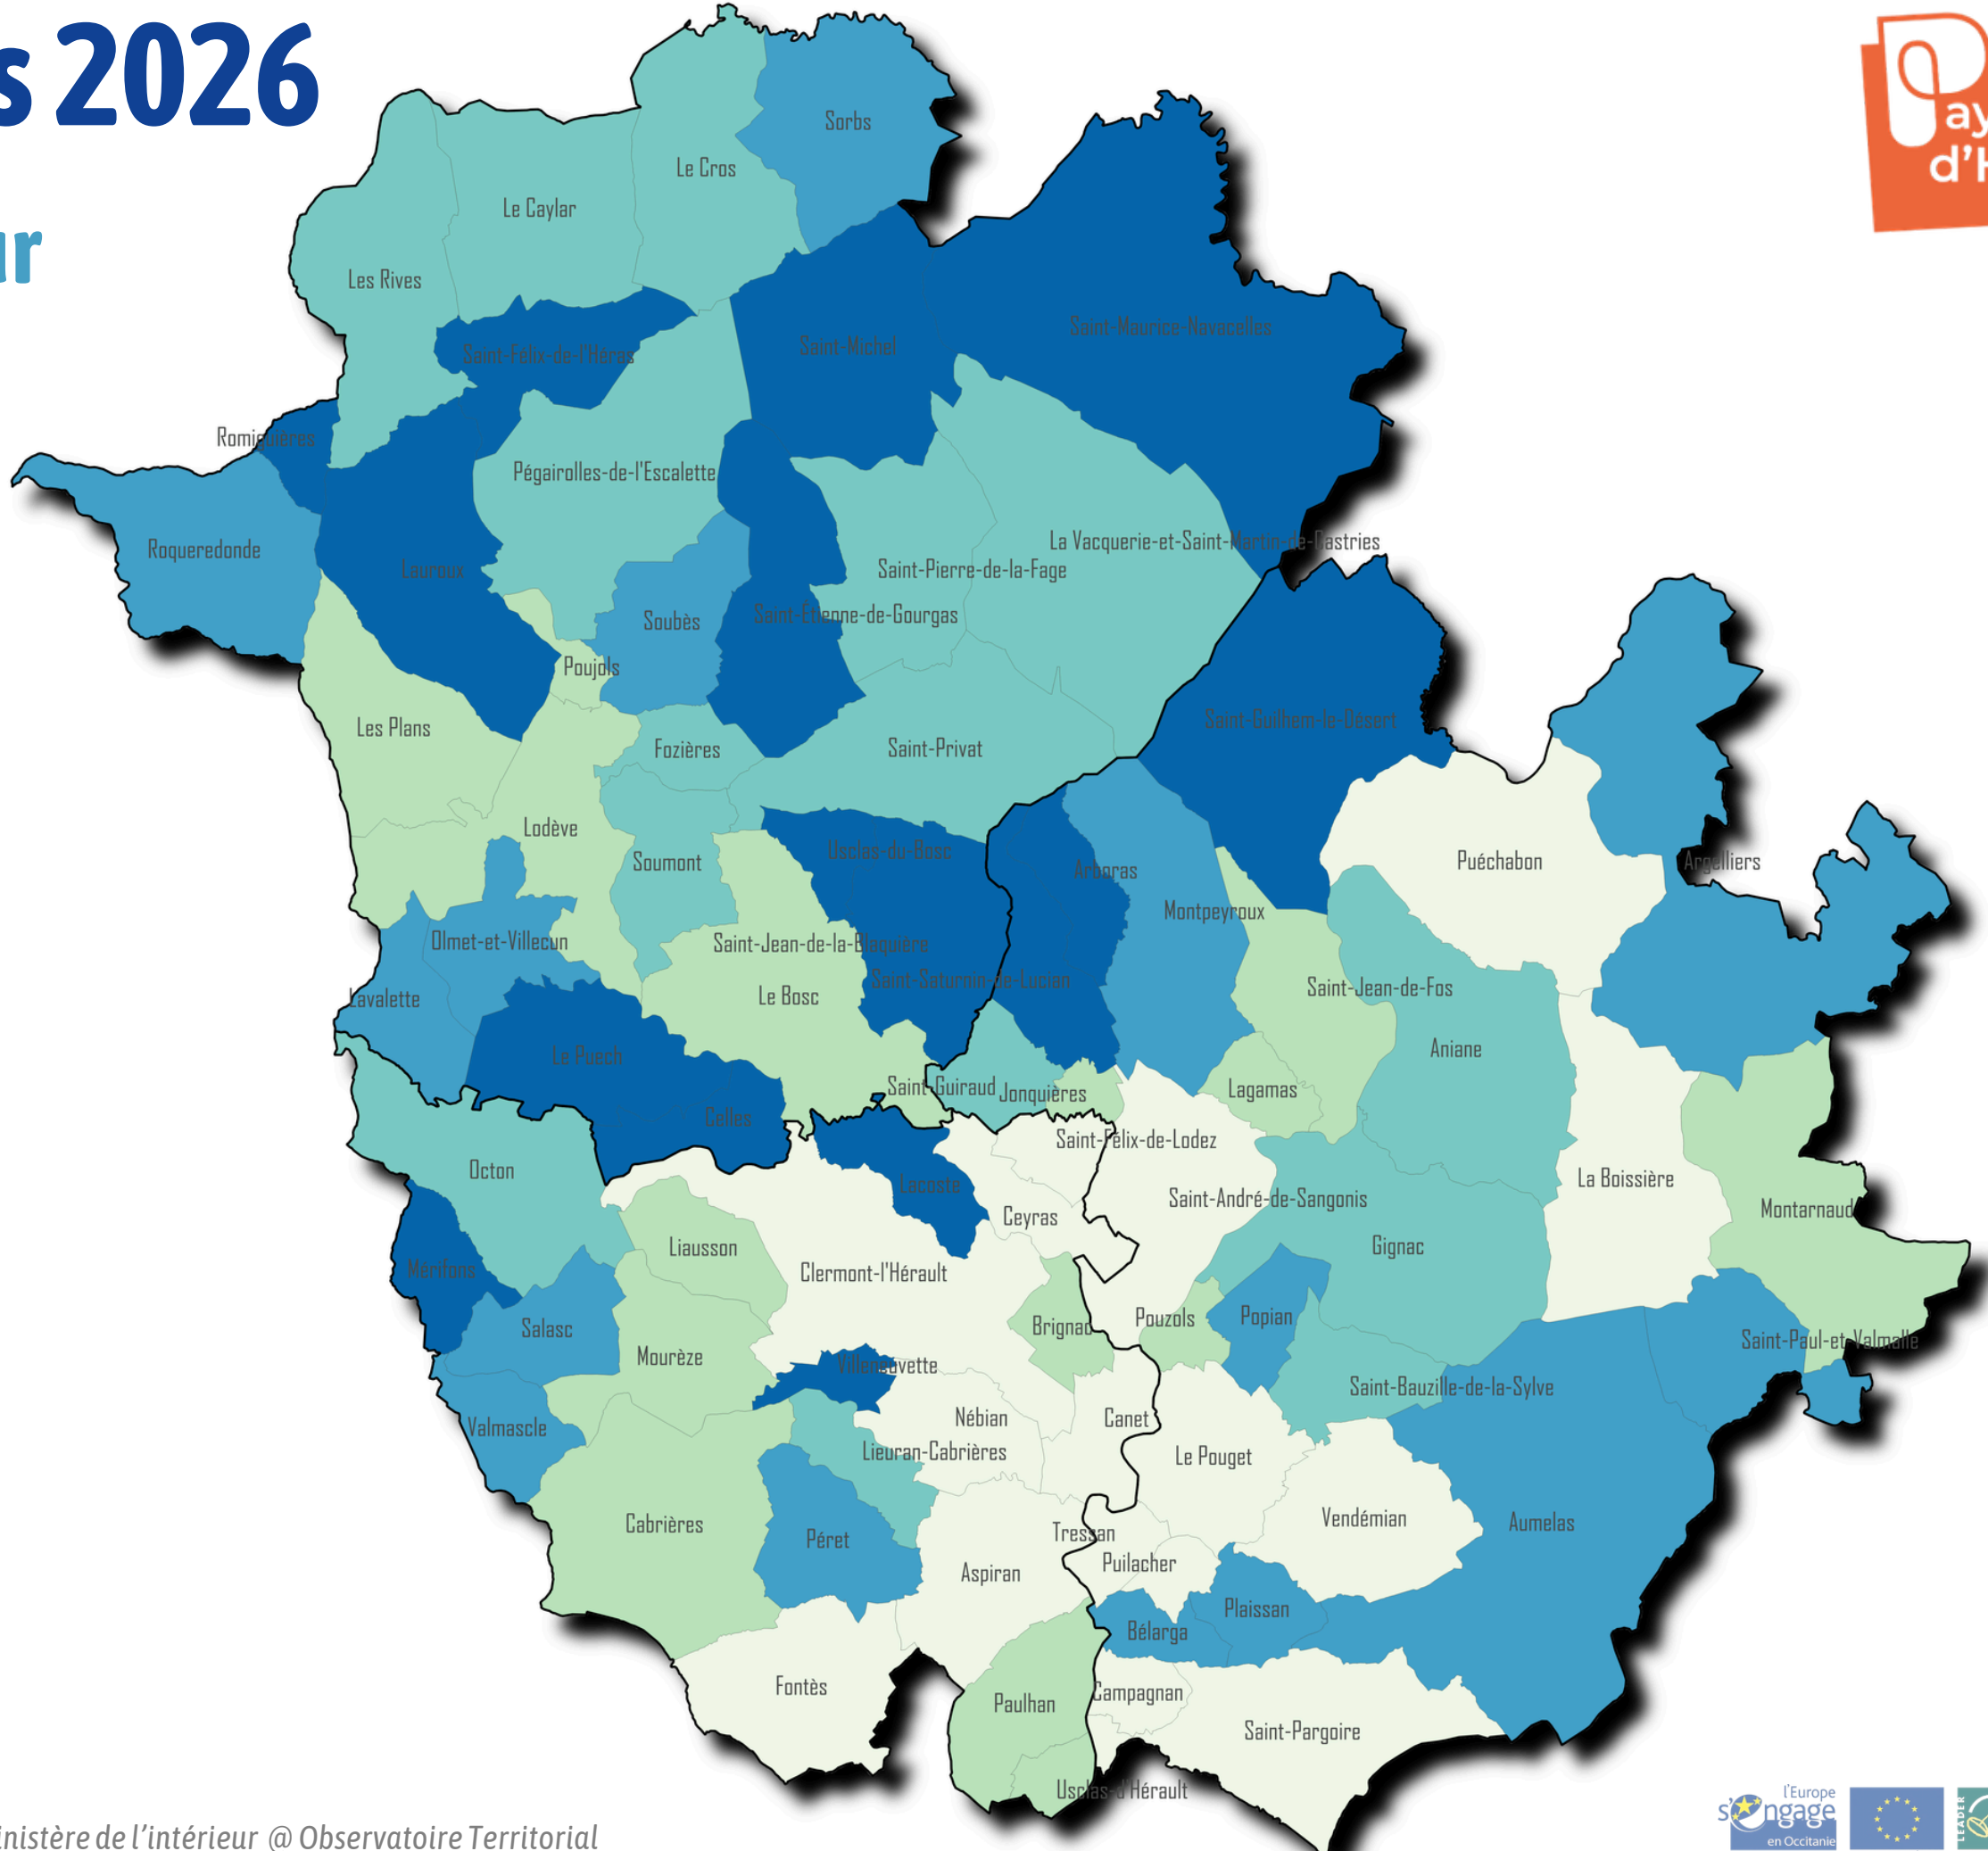 s 2026
ur
Pay
d'H
Sorbs
Le Cros
Le Caylar
Les Rives
Saint-Maurice-Navacelles
Saint-Michel
Saint-Félix-de-l'Héras
Romiguières
Pégairolles-de-l'Escalette
Roqueredonde
Lauroux
La Vacquerie-et-Saint-Martin-de-Castries
Saint-Pierre-de-la-Fage
Saint-Étienne-de-Gourgas
Soubès
Poujols
Les Plans
Fozières
Saint-Privat
Saint-Guilhem-le-Désert
Lodève
Soumont
Usclas-du-Bosc
Arboras
Puéchabon
Argelliers
Montpeyroux
Olmet-et-Villecun
Saint-Jean-de-la-Blaquière
Saint-Saturnin-de-Lucian
Saint-Jean-de-Fos
Lavalette
Le Bosc
Aniane
Le Puech
Saint-Guiraud
Jonquières
Lagamas
Celles
Saint-Félix-de-Lodez
Octon
Lacoste
Saint-André-de-Sangonis
La Boissière
Montarnaud
Ceyras
Liausson
Gignac
Mérifons
Clermont-l'Hérault
Salasc
Brignac
Pouzols
Popian
Saint-Paul-et-Valmalle
Mourèze
Villeneuvette
Saint-Bauzille-de-la-Sylve
Valmascle
Nébian
Canet
Lieuran-Cabrières
Le Pouget
Cabrières
Péret
Tressan
Vendémian
Aumelas
Aspiran
Puilacher
Plaissan
Bélarga
Fontès
Paulhan
Campagnan
Saint-Pargoire
Usclas-d'Hérault
inistère de l'intérieur @ Observatoire Territorial
l'Europe
s'engage
en Occitanie
LEADER